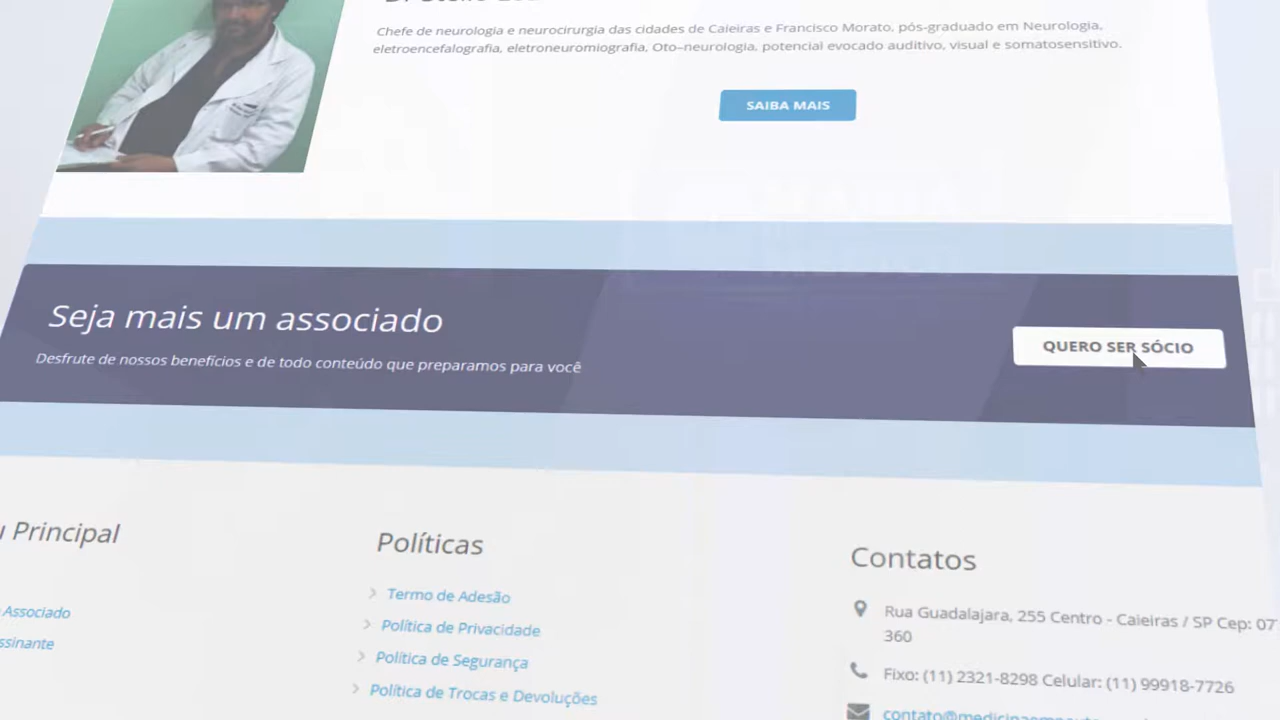 Chefe de neurologia e neurocirurgia das cidades de Caieiras e Francisco Morato, pós-graduado em Neurologia,
eletroencefalografia, eletroneuromiografia, Oto-neurologia, potencial evocado auditivo, visual e somatosensitivo.
SAIBA MAIS
Seja mais um associado
Desfrute de nossos benefícios e de todo conteúdo que preparamos para você
QUERO SER SÓCIO
Principal
Associado
Políticas
Termo de Adesão
Política de Privacidade
Política de Segurança
Política de Trocas e Devoluções
Contatos
Rua Guadalajara, 255 Centro - Caieiras / SP Cep: 07
360
Fixo: (11) 2321-8298 Celular: (11) 99918-7726